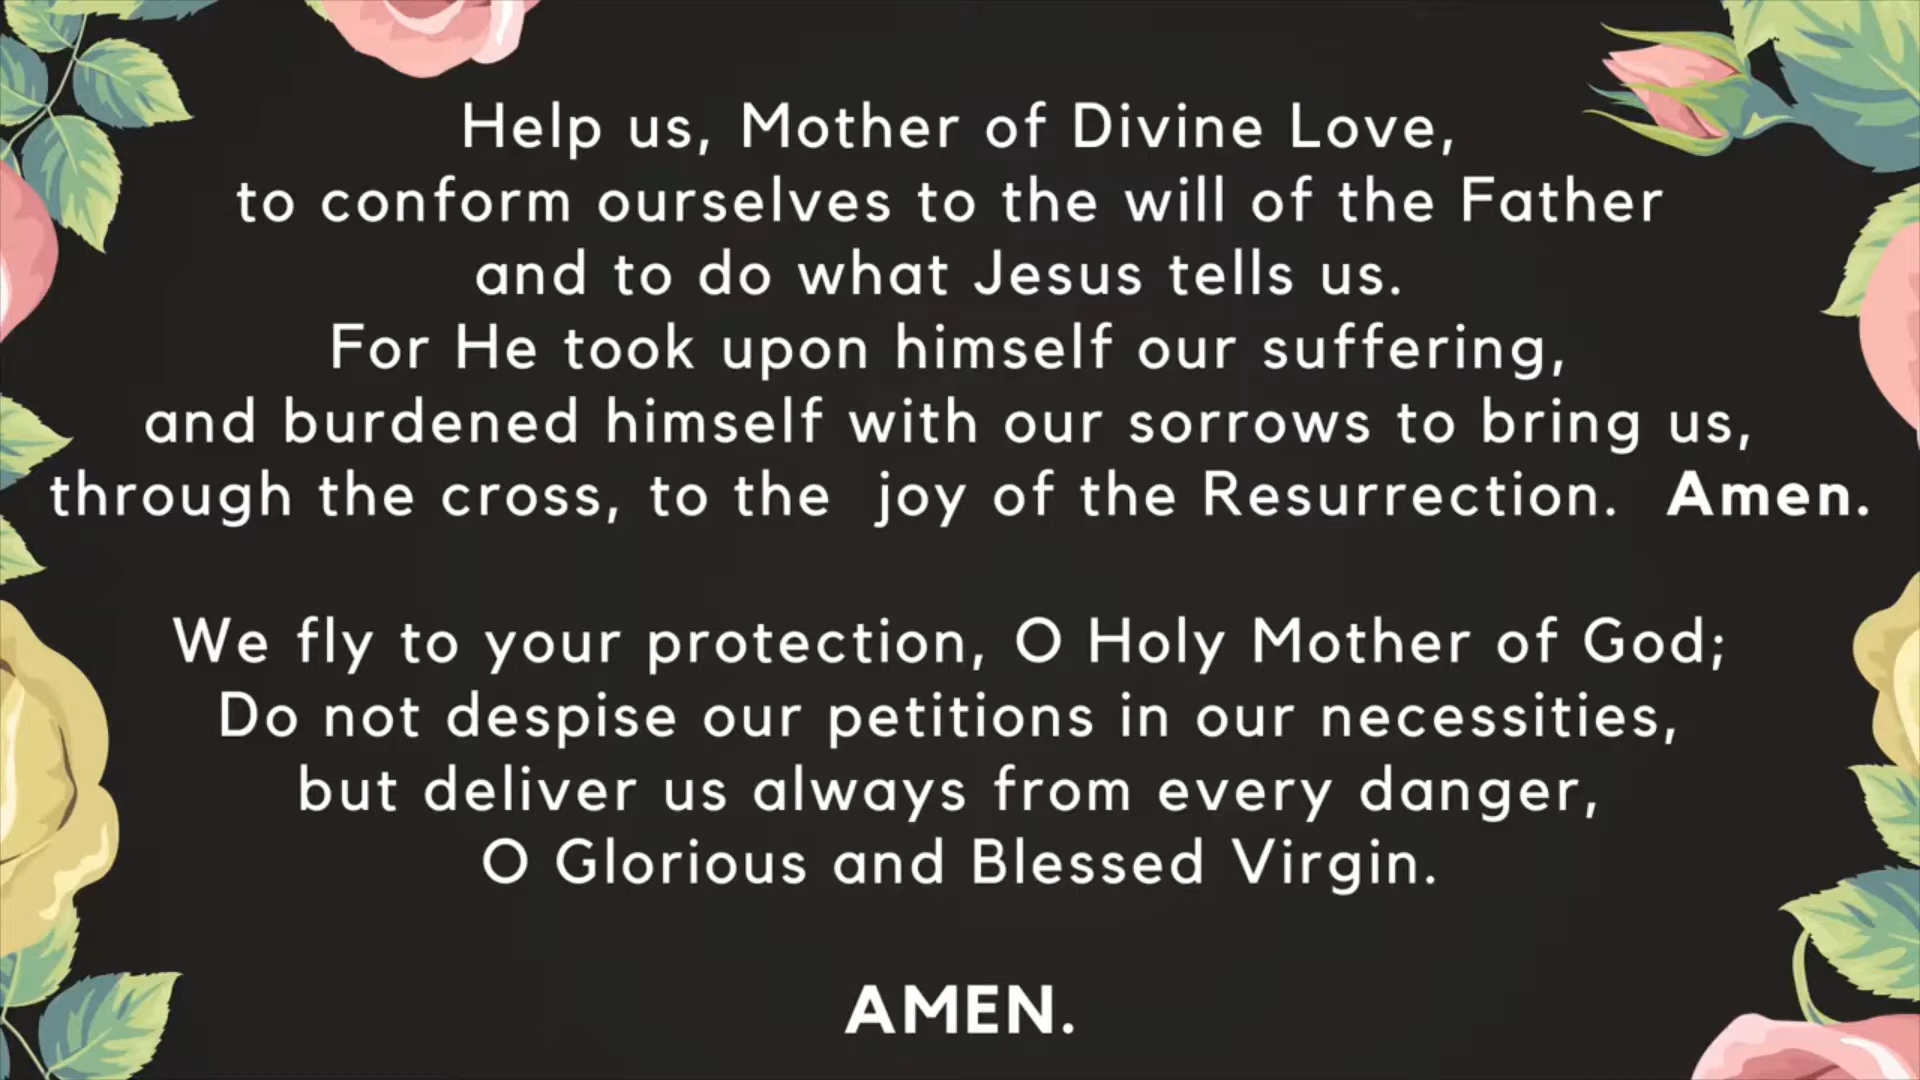 Help us, Mother of Divine Love,
to conform ourselves to the will of the Father
and to do what Jesus tells us.
For He took upon himself our suffering,
and burdened himself with our sorrows to bring us,
through the cross, to the joy of the Resurrection. Amen.
We fly to your protection, O Holy Mother of God;
Do not despise our petitions in our necessities,
but deliver us always from every danger,
O Glorious and Blessed Virgin.
AMEN.